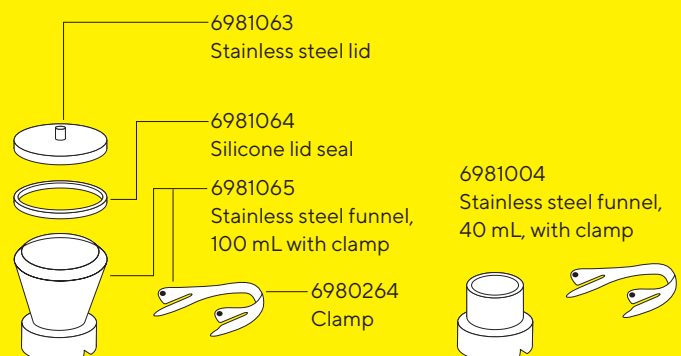 6981063
Stainless steel lid
6981064
Silicone lid seal
6981065
Stainless steel funnel,
100 mL with clamp
6980264
Clamp
6981004
Stainless steel funnel,
40 mL, with clamp